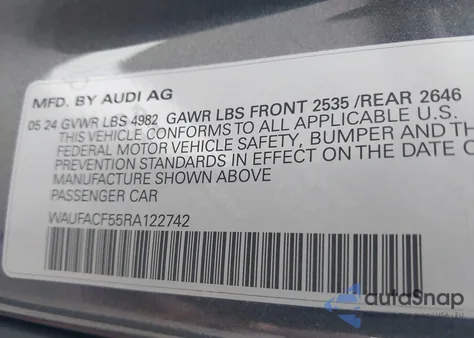 MFD. BY AUDI AG
05 24 GVWR LBS 4982 GAWR LBS FRONT 2535 /REAR 2646
THIS VEHICLE CONFORMS TO ALL APPLICABLE U.S.
FEDERAL MOTOR VEHICLE SAFETY, BUMPER AND TH
PREVENTION STANDARDS IN EFFECT ON THE DATE O
MANUFACTURE SHOWN ABOVE
PASSENGER CAR
WAUFACF55RA122742
autoSnap